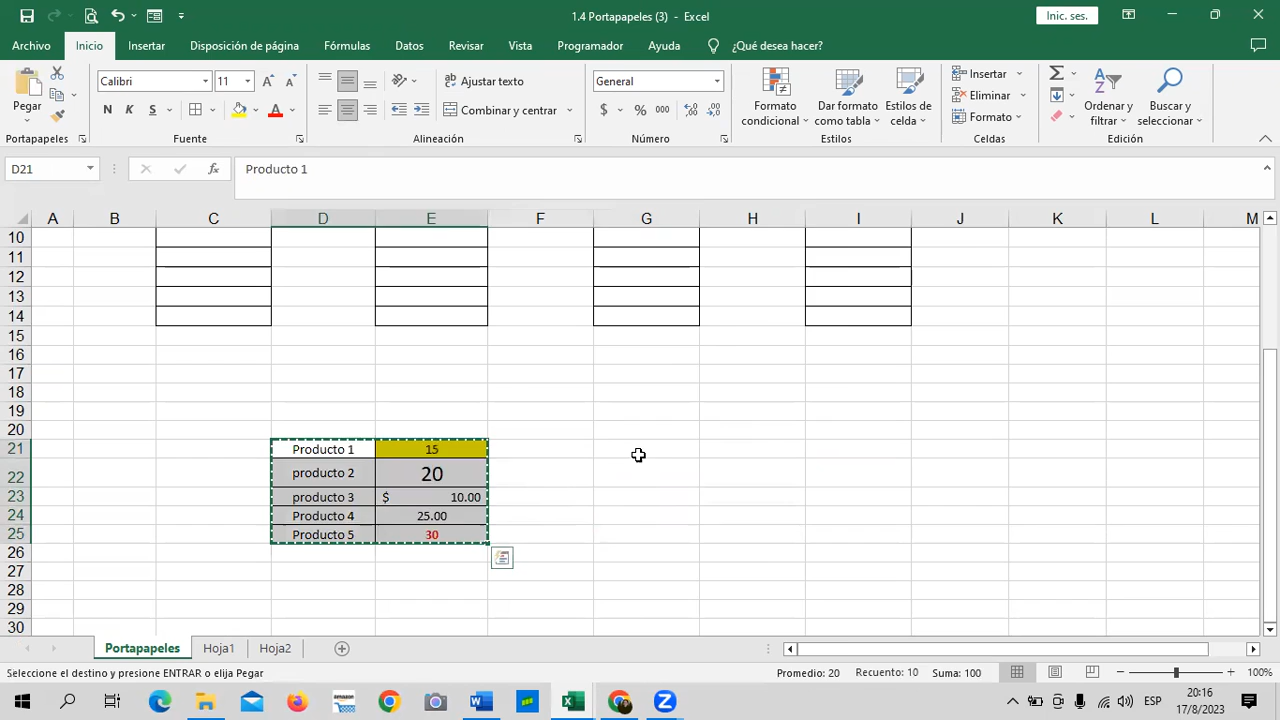 1.4 Portapapeles (3) - Excel
Inic. ses.
Archivo Inicio Insertar Disposición de página Fórmulas Datos Revisar Vista Programador Ayuda ¿Qué desea hacer?
Pegar
Calibri 11
Ajustar texto
General
Formato condicional
Dar formato como tabla
Estilos de celda
Insertar
Eliminar
Formato
Ordenar y filtrar
Buscar y seleccionar
N K S
Combinar y centrar
$ % 000
Portapapeles Fuente Alineación Número Estilos Celdas Edición
D21 fx Producto 1
A B C D E F G H I J K L M
10
11
12
13
14
15
16
17
18
19
20
21 Producto 1 15
22 producto 2 20
23 producto 3 $ 10.00
24 Producto 4 25.00
25 Producto 5 30
26
27
28
29
30
Portapapeles Hoja1 Hoja2
Seleccione el destino y presione ENTRAR o elija Pegar Promedio: 20 Recuento: 10 Suma: 100 100%
ESP 20:16
17/8/2023